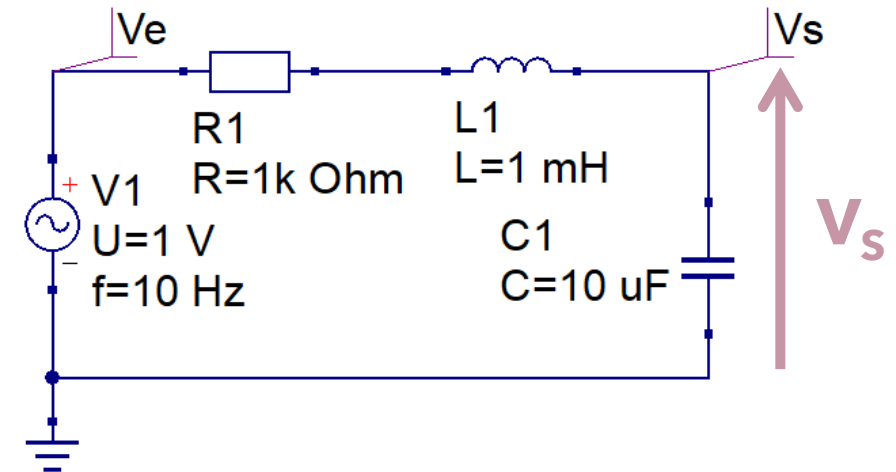 Ve
Vs
R1
R=1k Ohm
L1
L=1 mH
+
V1
U=1 V
f=10 Hz
−
C1
C=10 uF
vs